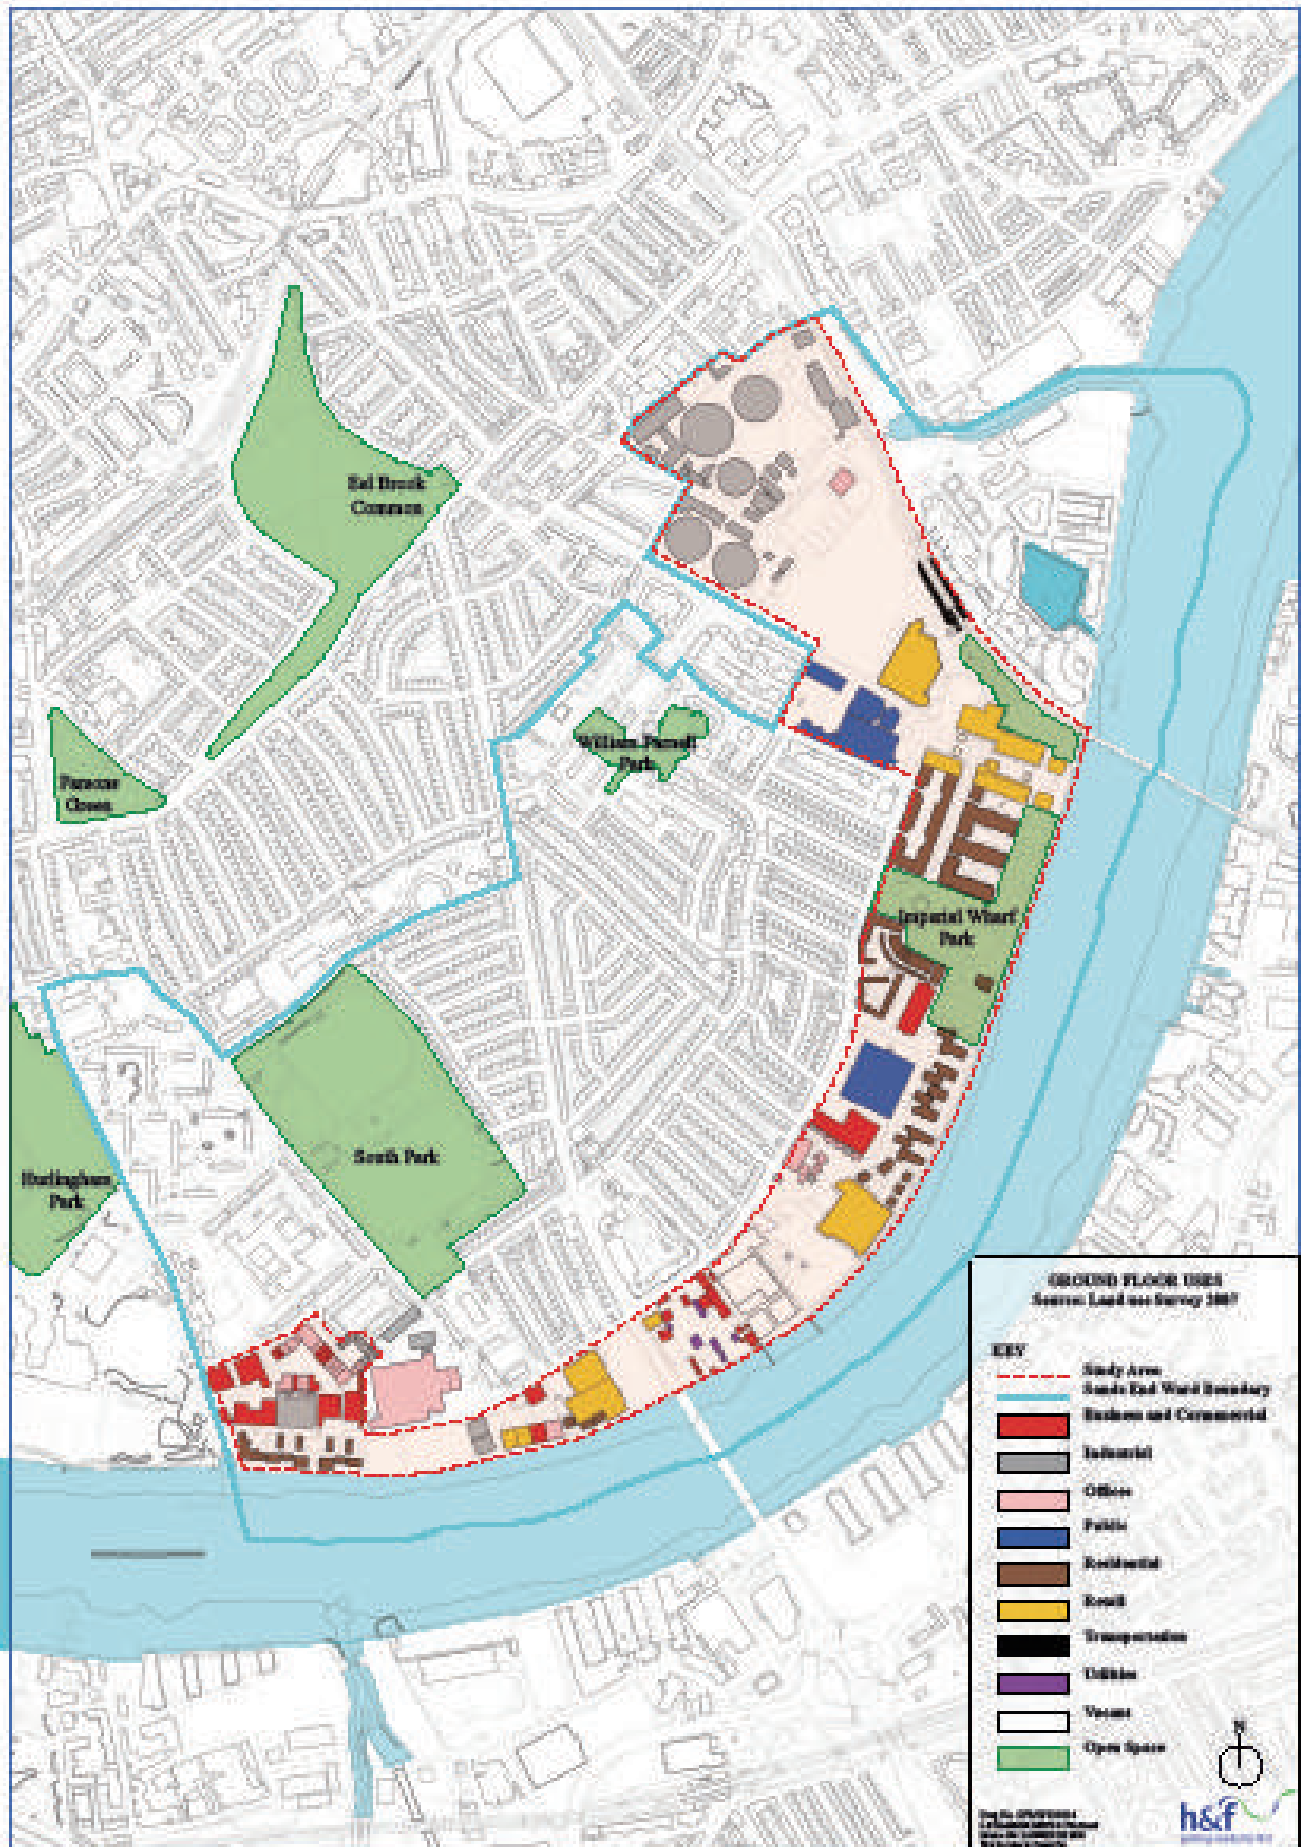 Eel Brook
Common
William Parnell
Park
Parsons
Green
Imperial Wharf
Park
South Park
Hurlingham
Park
GROUND FLOOR USES
Source: Land use Survey 2007
KEY
Study Area
Sands End Ward Boundary
Business and Commercial
Industrial
Offices
Public
Residential
Retail
Transportation
Utilities
Vacant
Open Space
N
h&f